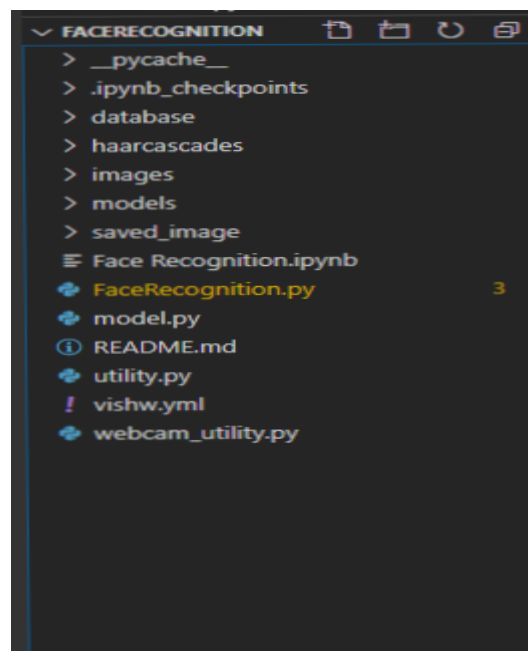 FACERECOGNITION
__pycache__
.ipynb_checkpoints
database
haarcascades
images
models
saved_image
Face Recognition.ipynb
FaceRecognition.py 3
model.py
README.md
utility.py
vishw.yml
webcam_utility.py